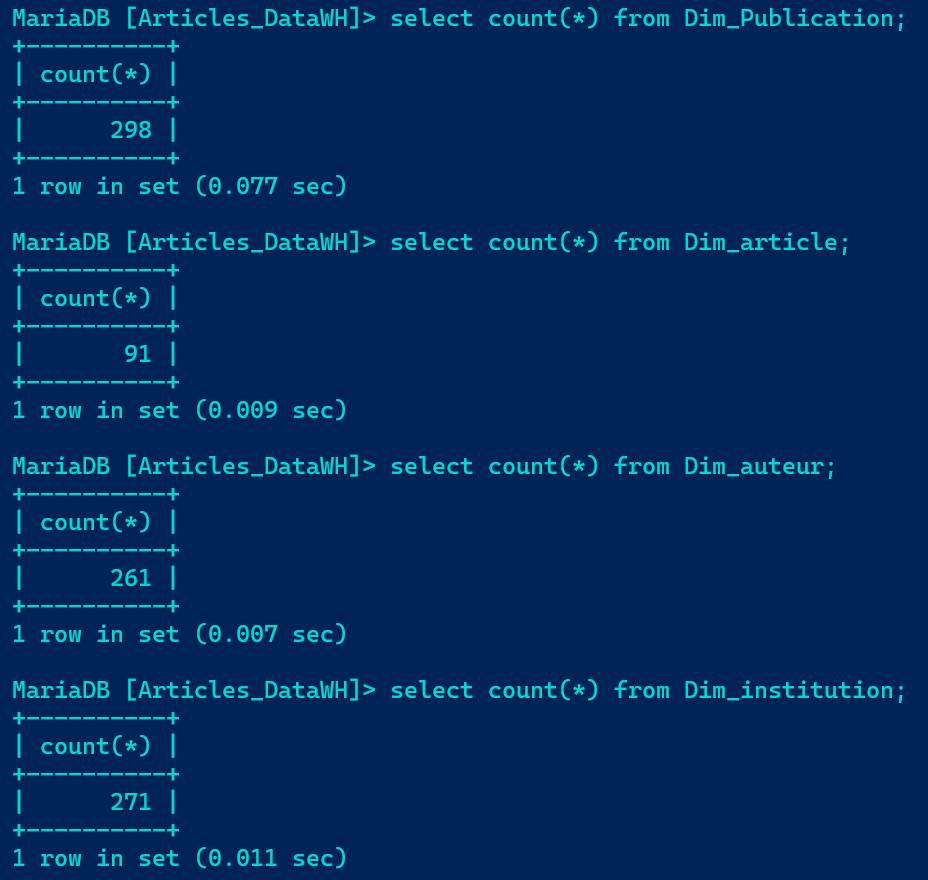 MariaDB [Articles_DataWH]> select count(*) from Dim_Publication;
+----------+
| count(*) |
+----------+
|      298 |
+----------+
1 row in set (0.077 sec)

MariaDB [Articles_DataWH]> select count(*) from Dim_article;
+----------+
| count(*) |
+----------+
|       91 |
+----------+
1 row in set (0.009 sec)

MariaDB [Articles_DataWH]> select count(*) from Dim_auteur;
+----------+
| count(*) |
+----------+
|      261 |
+----------+
1 row in set (0.007 sec)

MariaDB [Articles_DataWH]> select count(*) from Dim_institution;
+----------+
| count(*) |
+----------+
|      271 |
+----------+
1 row in set (0.011 sec)